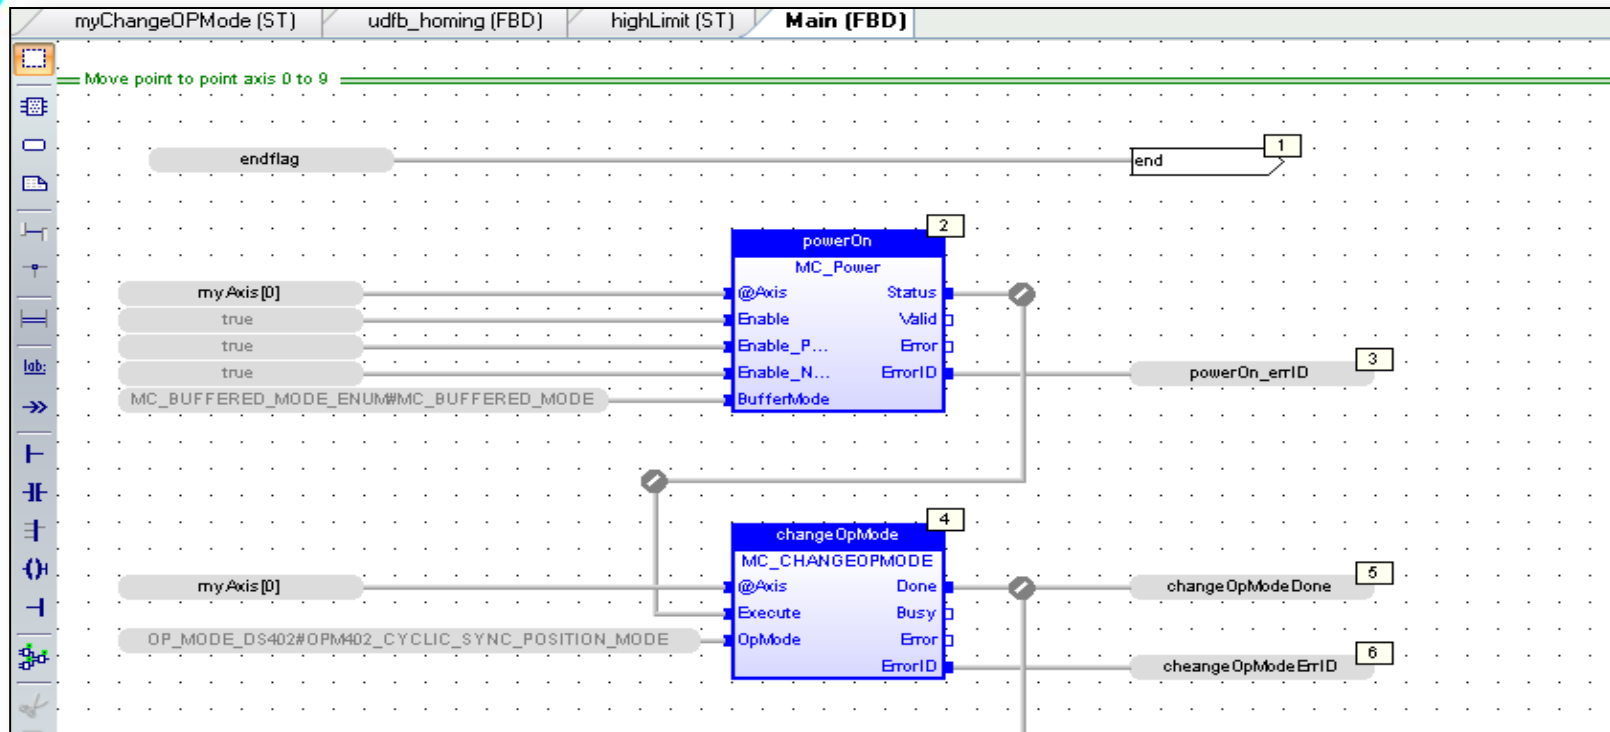 myChangeOPMode (ST) udfb_homing (FBD) highLimit (ST) Main (FBD)
Move point to point axis 0 to 9
endflag end 1
powerOn 2
MC_Power
myAxis[0] @Axis Status
true Enable Valid
true Enable_P... Error
true Enable_N... ErrorID powerOn_errID 3
MC_BUFFERED_MODE_ENUM#MC_BUFFERED_MODE BufferMode
changeOpMode 4
MC_CHANGEOPMODE
myAxis[0] @Axis Done changeOpModeDone 5
Execute Busy
OP_MODE_DS402#OPM402_CYCLIC_SYNC_POSITION_MODE OpMode Error
ErrorID cheangeOpModeErrID 6
lab: